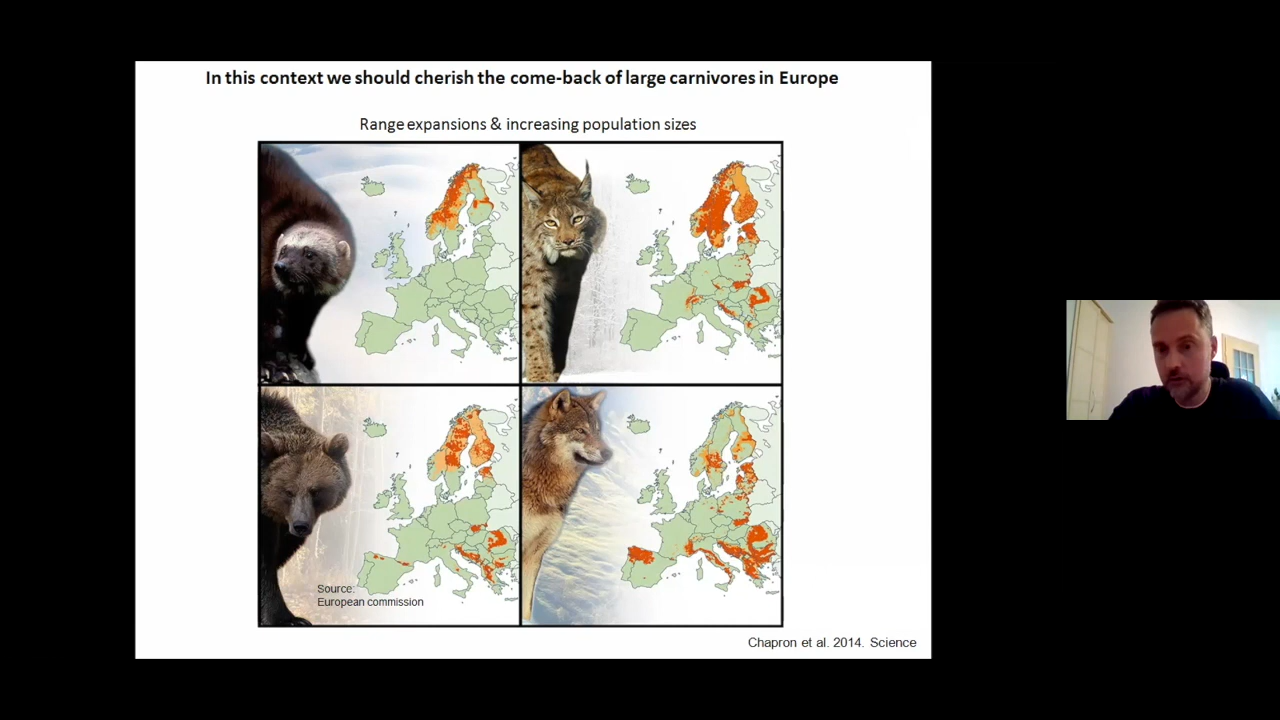 In this context we should cherish the come-back of large carnivores in Europe
Range expansions & increasing population sizes
Source:
European commission
Chapron et al. 2014. Science